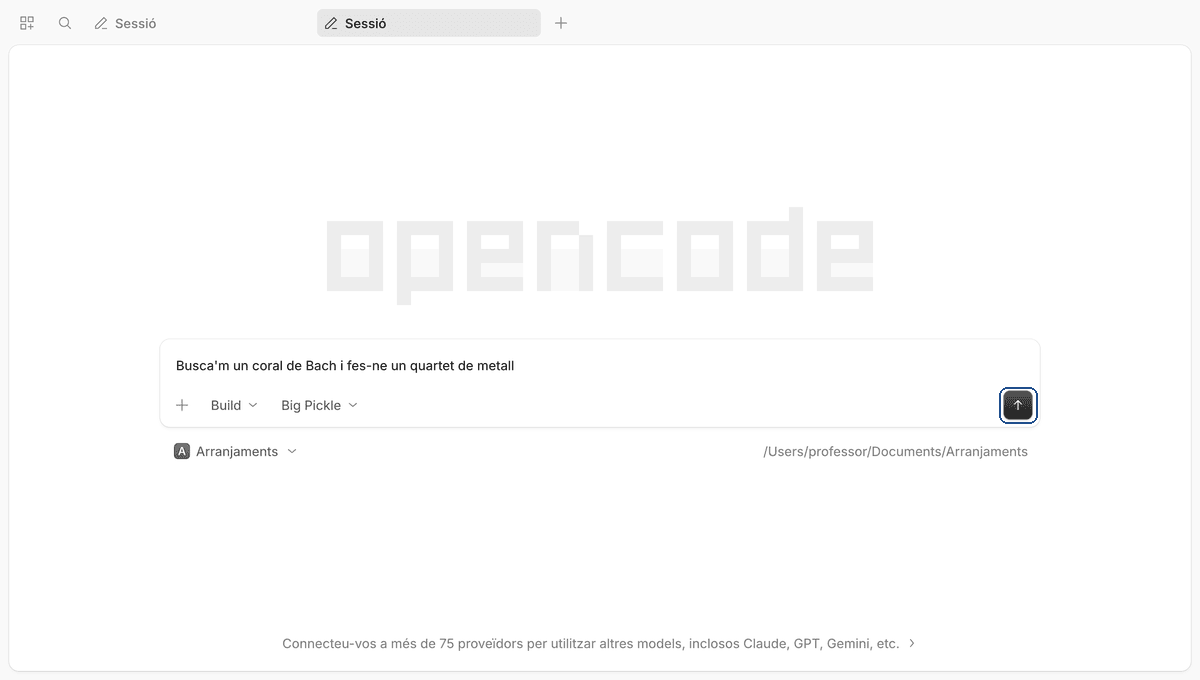 Sessió
Sessió
opencode
Busca'm un coral de Bach i fes-ne un quartet de metall
Build
Big Pickle
A Arranjaments
/Users/professor/Documents/Arranjaments
Connecteu-vos a més de 75 proveïdors per utilitzar altres models, inclosos Claude, GPT, Gemini, etc.